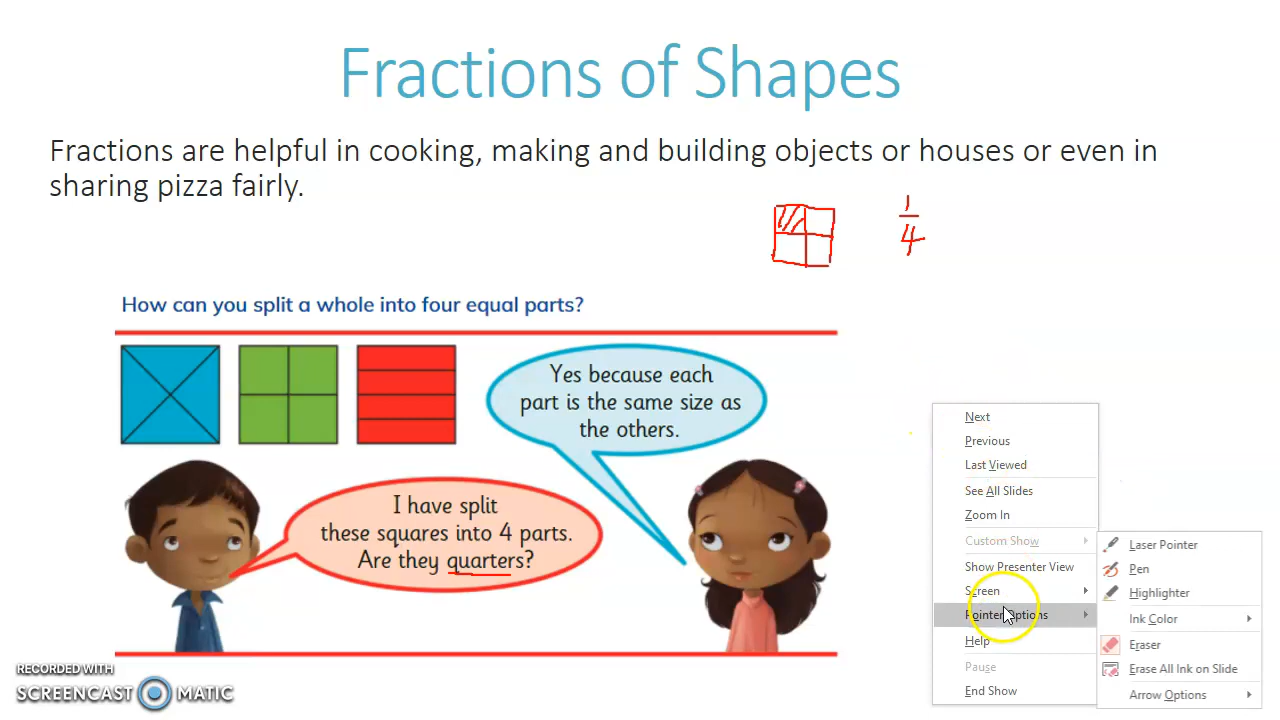 Fractions of Shapes
Fractions are helpful in cooking, making and building objects or houses or even in
sharing pizza fairly.
1
4
How can you split a whole into four equal parts?
Yes because each
part is the same size as
the others.
I have split
these squares into 4 parts.
Are they quarters?
Next
Previous
Last Viewed
See All Slides
Zoom In
Custom Show
Show Presenter View
Screen
Pointer Options
Help
Pause
End Show
Laser Pointer
Pen
Highlighter
Ink Color
Eraser
Erase All Ink on Slide
Arrow Options
RECORDED WITH
SCREENCAST MATIC